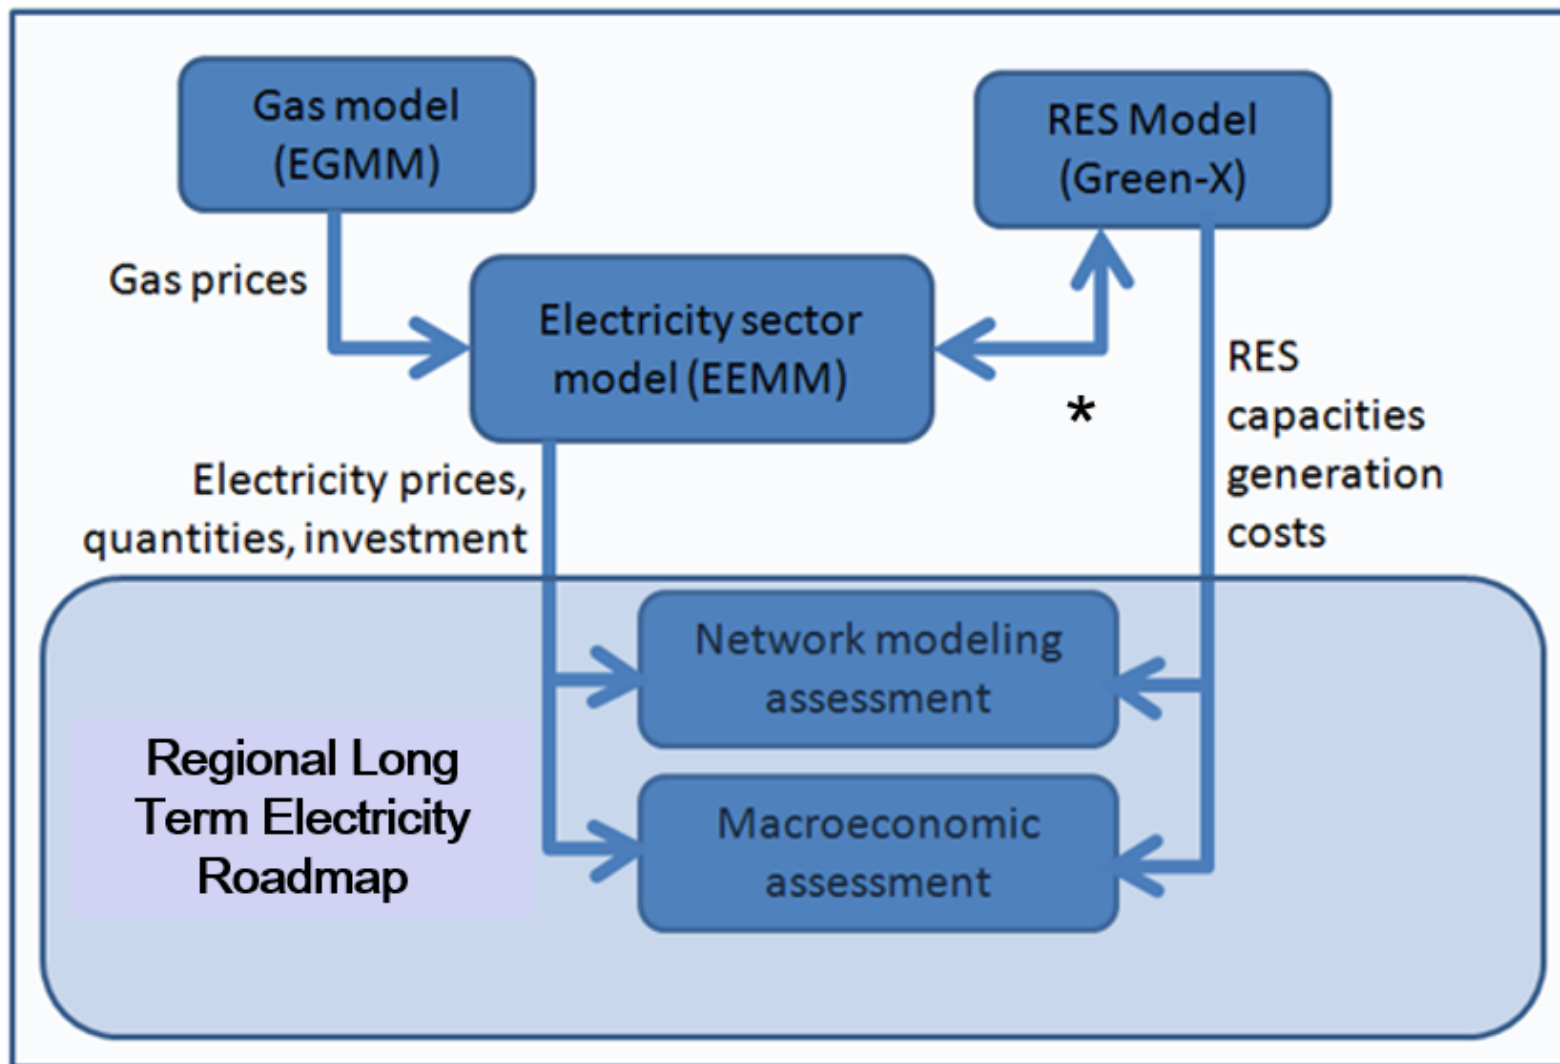 Gas model
(EGMM)
RES Model
(Green-X)
Gas prices
Electricity sector
model (EEMM)
*
RES
capacities
generation
costs
Electricity prices,
quantities, investment
Network modeling
assessment
Regional Long
Term Electricity
Roadmap
Macroeconomic
assessment